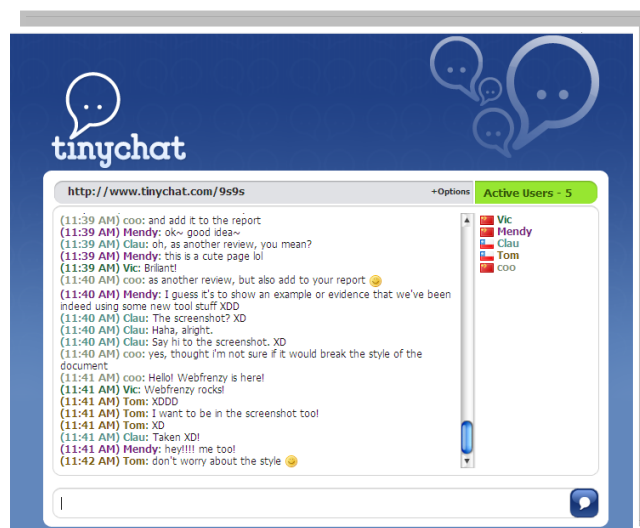 tinychat
http://www.tinychat.com/9s9s
+Options
Active Users - 5
(11:39 AM) coo: and add it to the report
(11:39 AM) Mendy: ok~ good idea~
(11:39 AM) Clau: oh, as another review, you mean?
(11:39 AM) Mendy: this is a cute page lol
(11:39 AM) Vic: Briliant!
(11:40 AM) coo: as another review, but also add to your report
(11:40 AM) Mendy: I guess it's to show an example or evidence that we've been
indeed using some new tool stuff XDD
(11:40 AM) Clau: The screenshot? XD
(11:40 AM) Clau: Haha, alright.
(11:40 AM) Clau: Say hi to the screenshot. XD
(11:40 AM) coo: yes, thought i'm not sure if it would break the style of the
document
(11:41 AM) coo: Hello! Webfrenzy is here!
(11:41 AM) Vic: Webfrenzy rocks!
(11:41 AM) Tom: XDDD
(11:41 AM) Tom: I want to be in the screenshot too!
(11:41 AM) Tom: XD
(11:41 AM) Clau: Taken XD!
(11:41 AM) Mendy: hey!!!! me too!
(11:42 AM) Tom: don't worry about the style
Vic
Mendy
Clau
Tom
coo